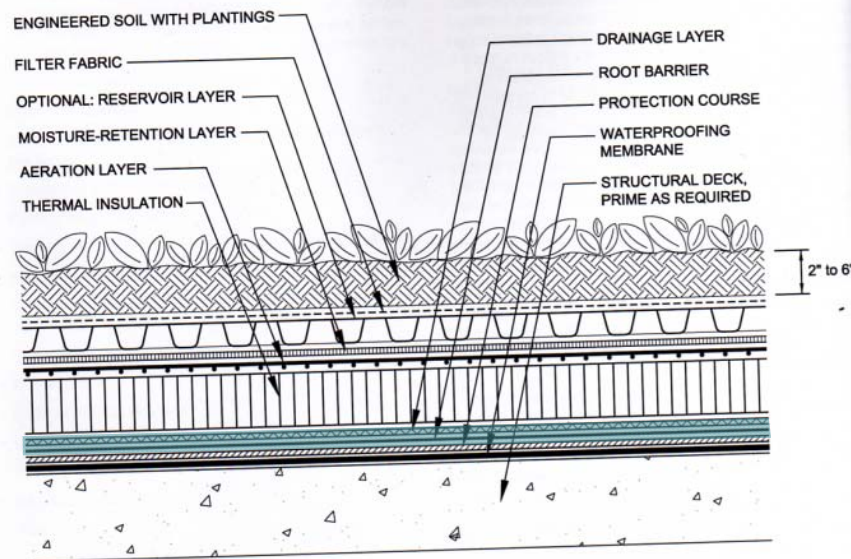 ENGINEERED SOIL WITH PLANTINGS
FILTER FABRIC
OPTIONAL: RESERVOIR LAYER
MOISTURE-RETENTION LAYER
AERATION LAYER
THERMAL INSULATION
DRAINAGE LAYER
ROOT BARRIER
PROTECTION COURSE
WATERPROOFING
MEMBRANE
STRUCTURAL DECK,
PRIME AS REQUIRED
2" to 6"